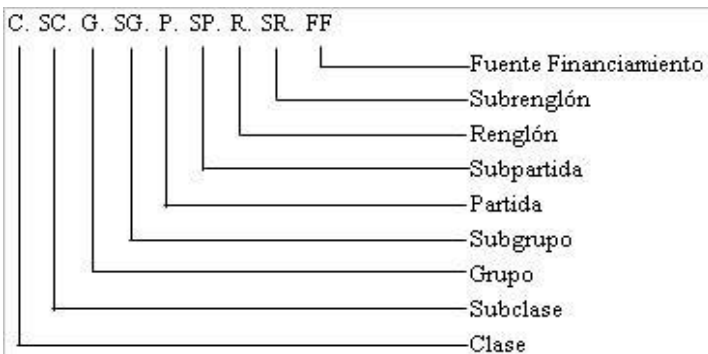 C. SC. G. SG. P. SP. R. SR. FF
Fuente Financiamiento
Subrenglón
Renglón
Subpartida
Partida
Subgrupo
Grupo
Subclase
Clase